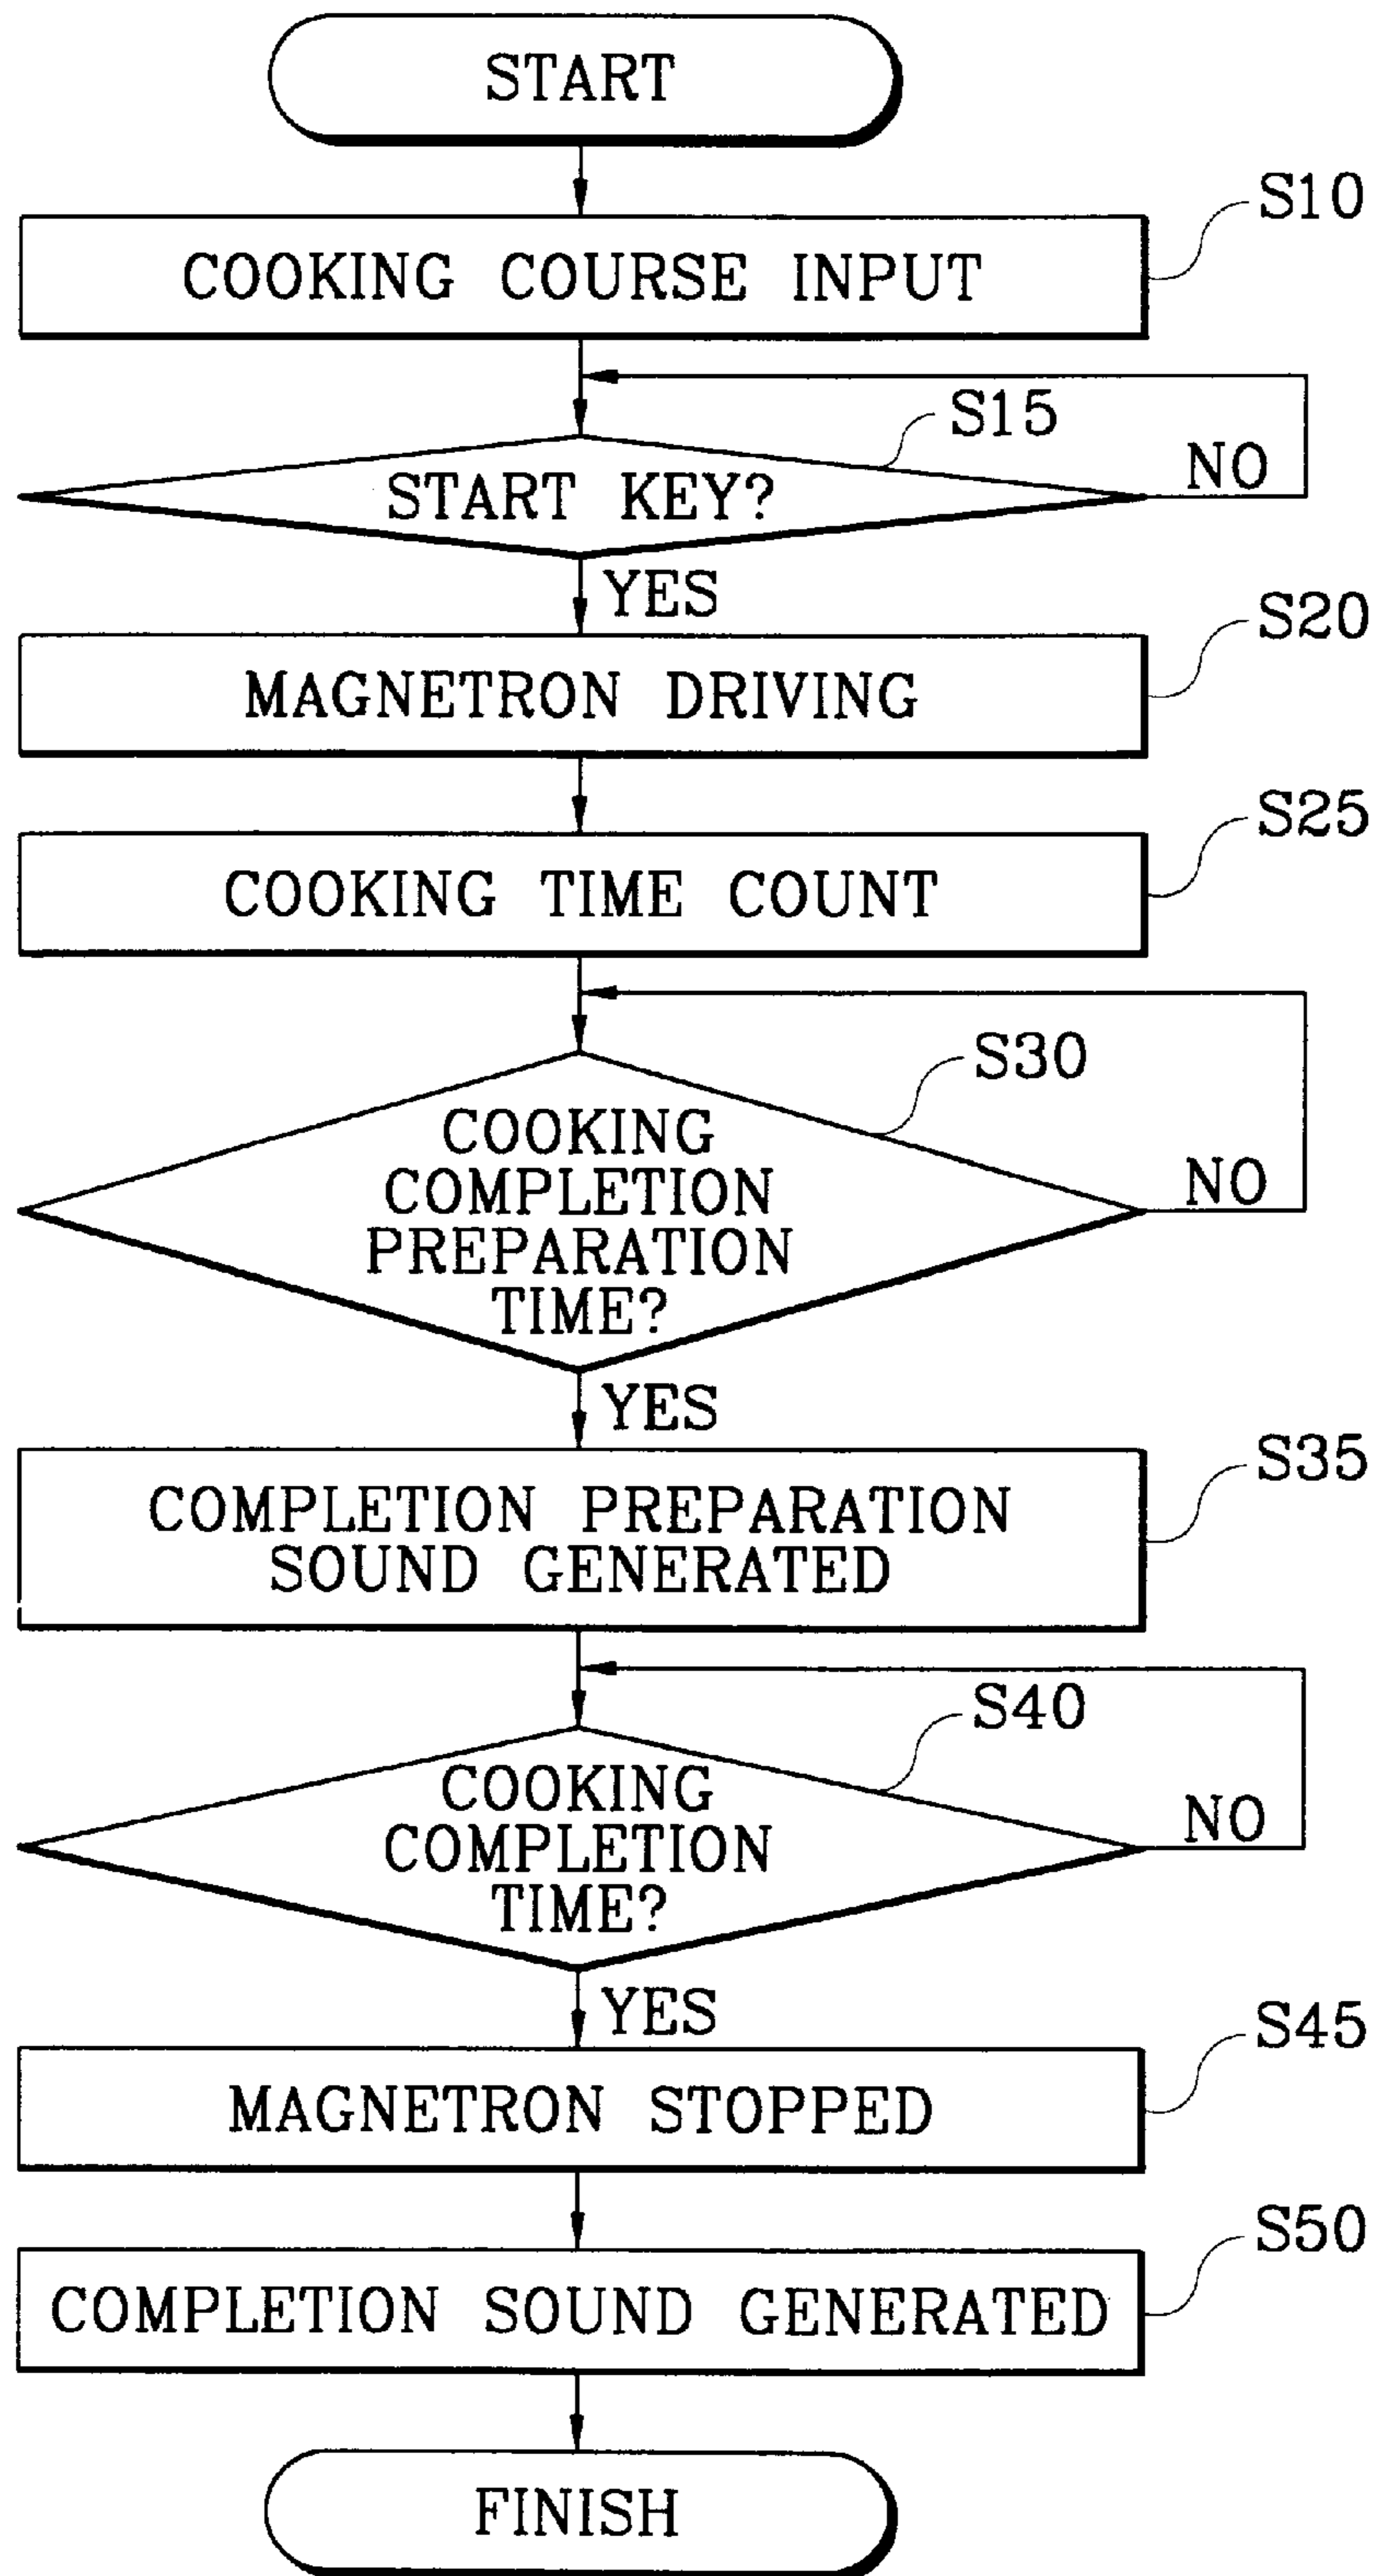 START
S10
COOKING COURSE INPUT
S15
NO
START KEY?
YES
S20
MAGNETRON DRIVING
S25
COOKING TIME COUNT
S30
COOKING
COMPLETION
NO
PREPARATION
TIME?
YES
S35
COMPLETION PREPARATION
SOUND GENERATED
S40
COOKING
NO
COMPLETION
TIME?
YES
S45
MAGNETRON STOPPED
S50
COMPLETION SOUND GENERATED
FINISH